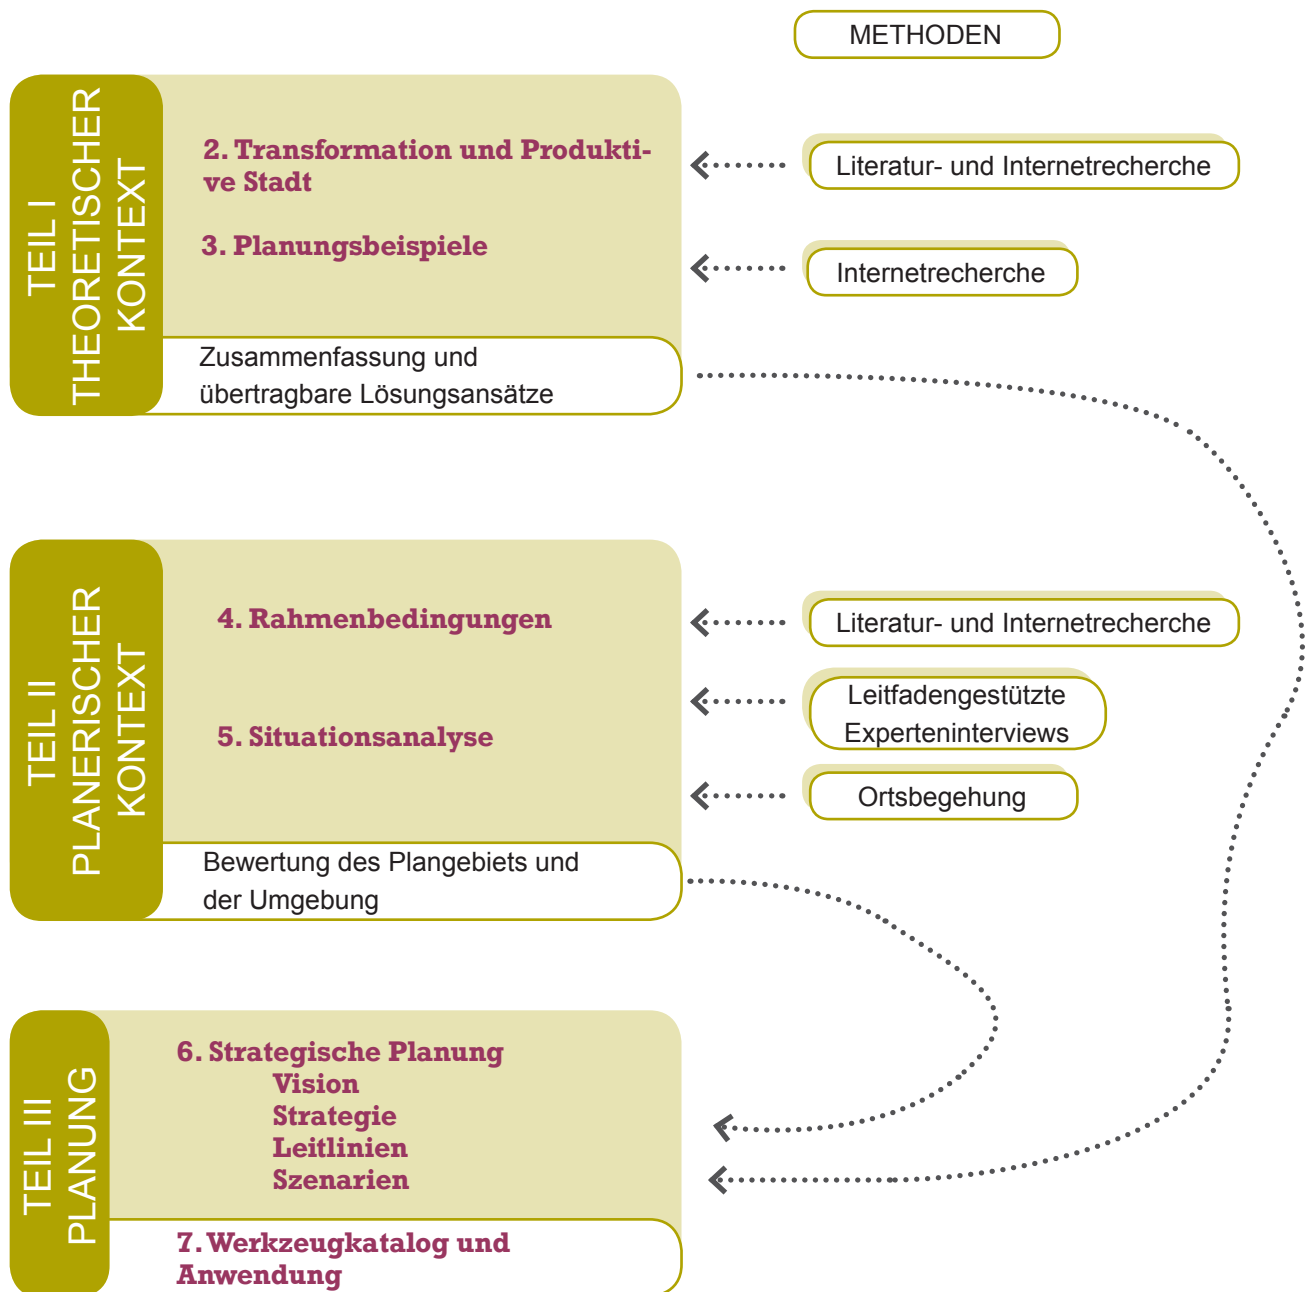 METHODEN
TEIL I
THEORETISCHER
KONTEXT
2. Transformation und Produkti-
ve Stadt
3. Planungsbeispiele
Zusammenfassung und
übertragbare Lösungsansätze
Literatur- und Internetrecherche
Internetrecherche
TEIL II
PLANERISCHER
KONTEXT
4. Rahmenbedingungen
5. Situationsanalyse
Bewertung des Plangebiets und
der Umgebung
Literatur- und Internetrecherche
Leitfadengestützte
Experteninterviews
Ortsbegehung
TEIL III
PLANUNG
6. Strategische Planung
Vision
Strategie
Leitlinien
Szenarien
7. Werkzeugkatalog und
Anwendung